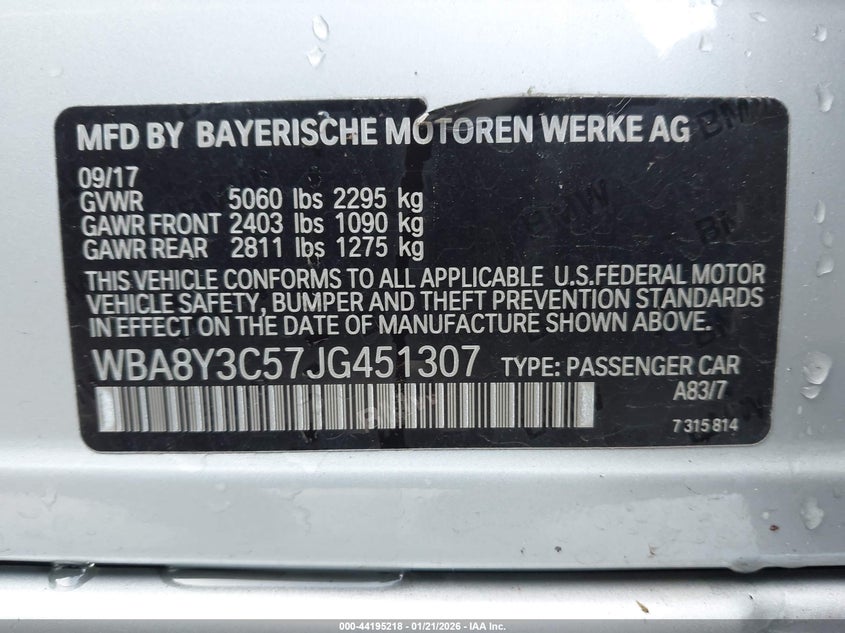 MFD BY BAYERISCHE MOTOREN WERKE AG
09/17
GVWR 5060 lbs 2295 kg
GAWR FRONT 2403 lbs 1090 kg
GAWR REAR 2811 lbs 1275 kg
THIS VEHICLE CONFORMS TO ALL APPLICABLE U.S.FEDERAL MOTOR
VEHICLE SAFETY, BUMPER AND THEFT PREVENTION STANDARDS
IN EFFECT ON THE DATE OF MANUFACTURE SHOWN ABOVE.
WBA8Y3C57JG451307 TYPE: PASSENGER CAR
A83/7
7 315 814
000-44195218 - 01/21/2026 - IAA Inc.